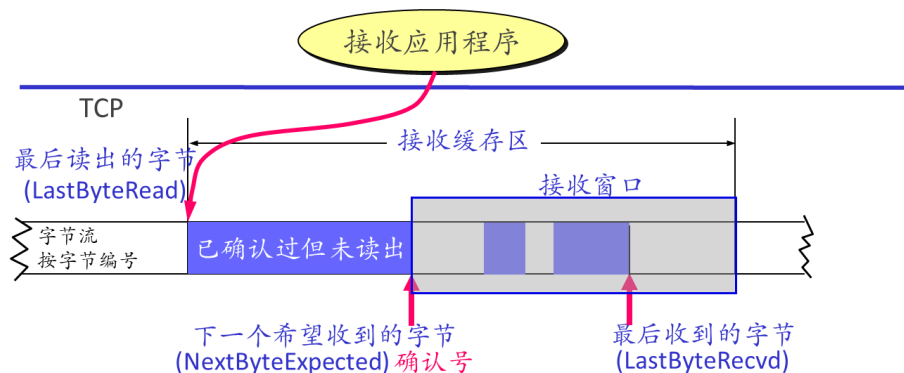 接收应用程序
TCP
接收缓存区
最后读出的字节
(LastByteRead)
接收窗口
字节流
按字节编号
已确认过但未读出
下一个希望收到的字节
(NextByteExpected) 确认号
最后收到的字节
(LastByteRecvd)